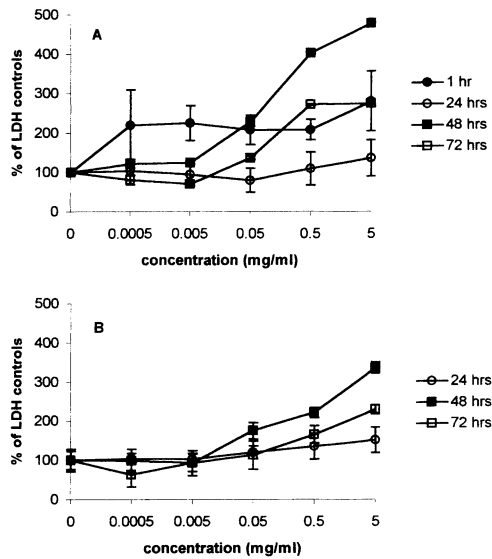 500
A
400
300
200
100
0
% of LDH controls
0 0.0005 0.005 0.05 0.5 5
concentration (mg/ml)
1 hr
24 hrs
48 hrs
72 hrs
500
B
400
300
200
100
0
% of LDH controls
0 0.0005 0.005 0.05 0.5 5
concentration (mg/ml)
24 hrs
48 hrs
72 hrs